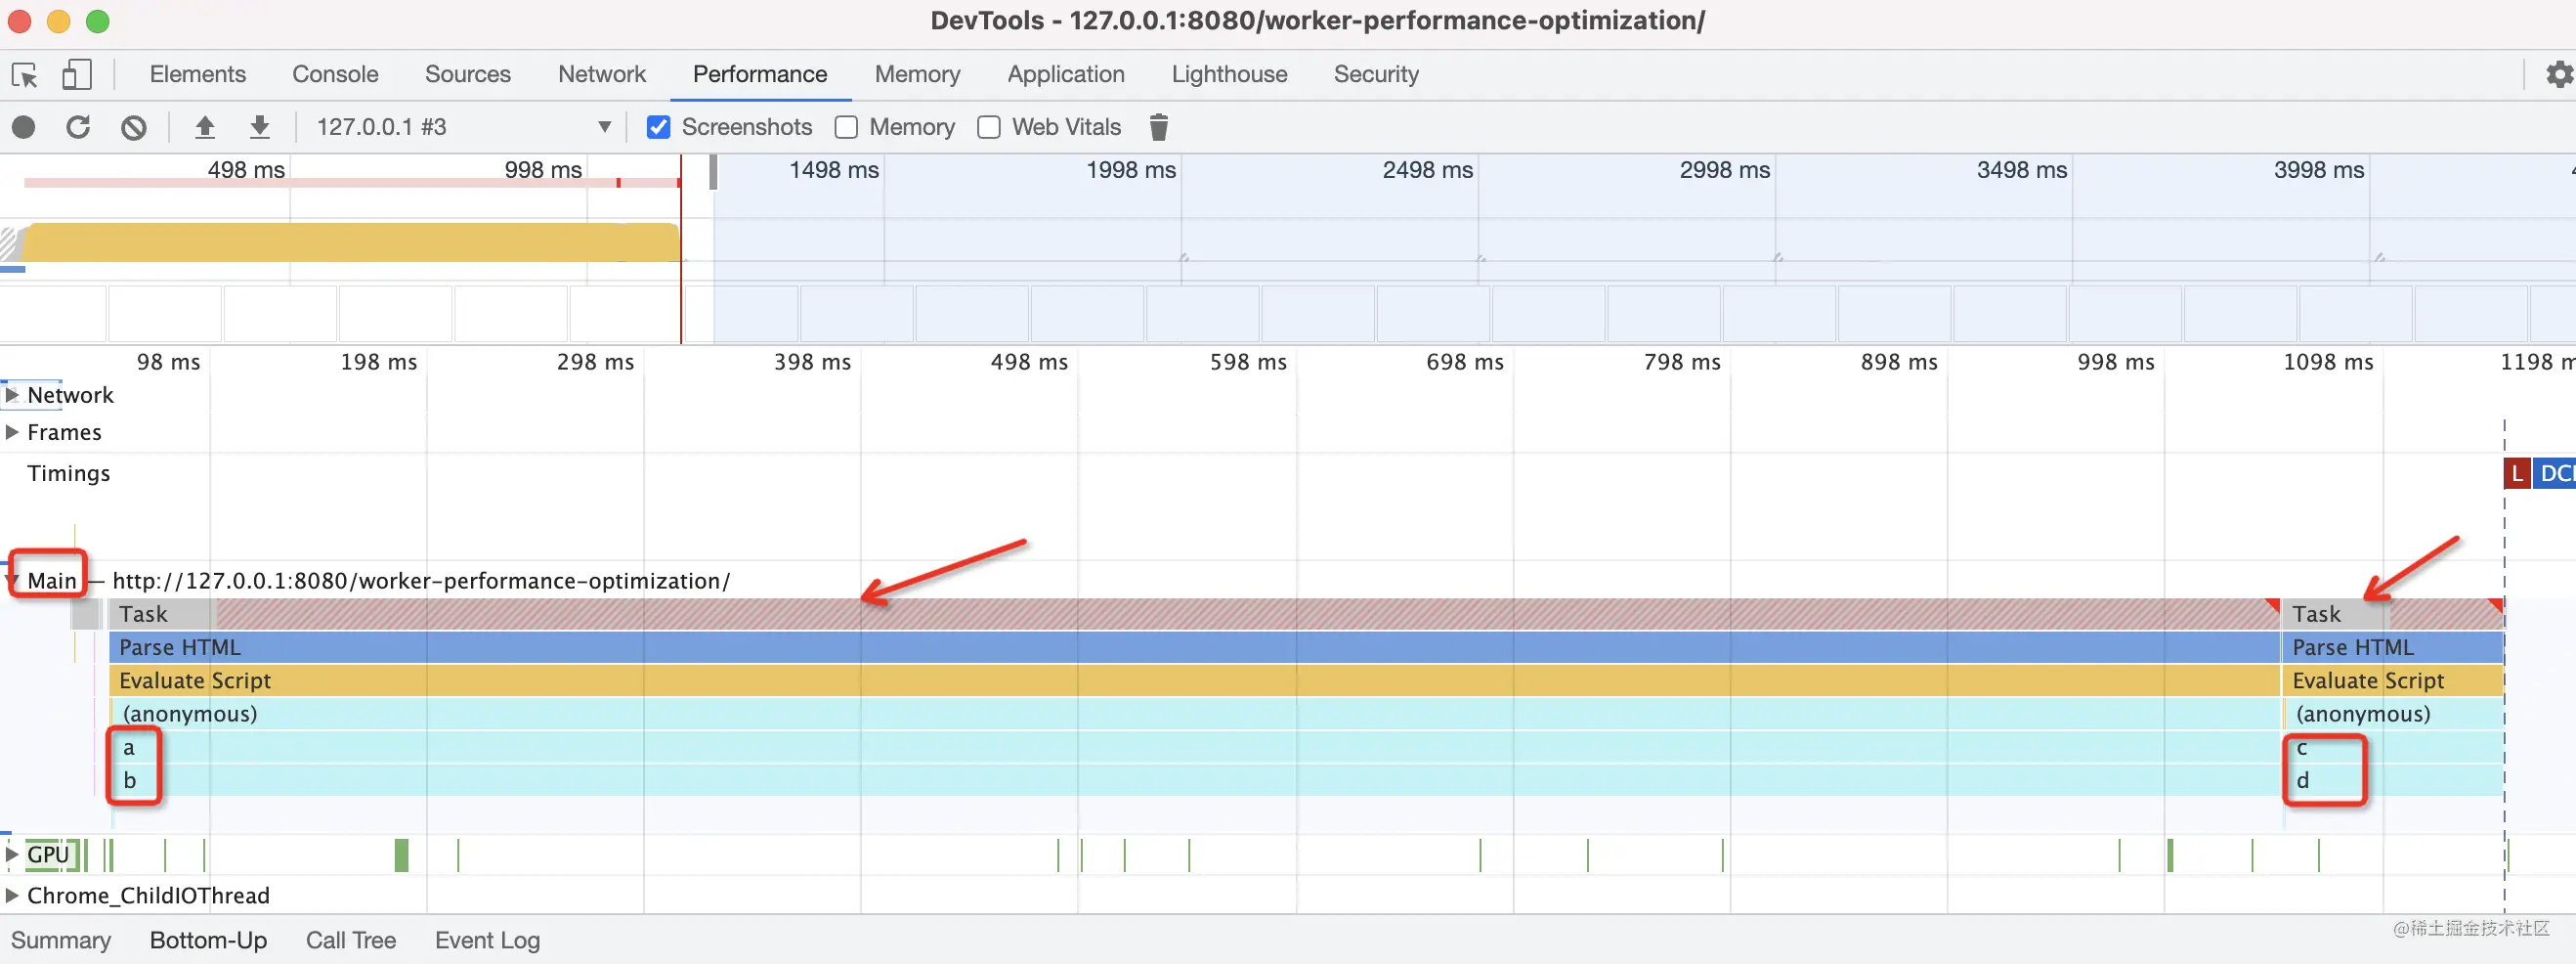 DevTools - 127.0.0.1:8080/worker-performance-optimization/
Elements Console Sources Network Performance Memory Application Lighthouse Security
127.0.0.1 #3 Screenshots Memory Web Vitals
498 ms 998 ms 1498 ms 1998 ms 2498 ms 2998 ms 3498 ms 3998 ms
98 ms 198 ms 298 ms 398 ms 498 ms 598 ms 698 ms 798 ms 898 ms 998 ms 1098 ms 1198 m
Network
Frames
Timings L DCL
Main — http://127.0.0.1:8080/worker-performance-optimization/
Task Task
Parse HTML Parse HTML
Evaluate Script Evaluate Script
(anonymous) (anonymous)
a c
b d
GPU
Chrome_ChildIOThread
@稀土掘金技术社区
Summary Bottom-Up Call Tree Event Log